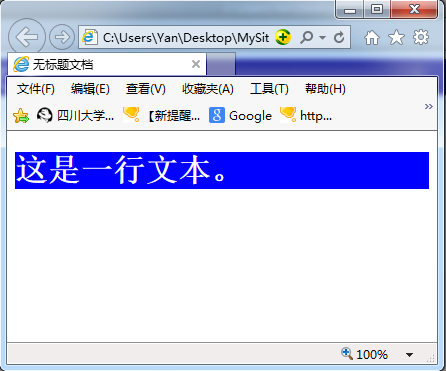 C:\Users\Yan\Desktop\MySit
无标题文档
文件(F) 编辑(E) 查看(V) 收藏夹(A) 工具(T) 帮助(H)
四川大学... 【新提醒... Google http...
这是一行文本。
100%